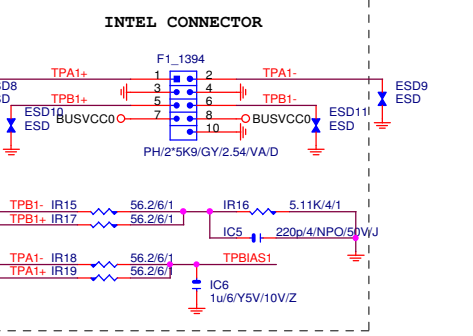 INTEL CONNECTOR
F1_1394
TPA1+ 1 2 TPA1-
3 4
ESD9
ESD
TPB1+ 5 6 TPB1-
ESD10
ESD
BUSVCC0 7 8 BUSVCC0
ESD11
ESD
10
PH/2*5K9/GY/2.54/VA/D
TPB1- IR15 56.2/6/1 IR16 5.11K/4/1
TPB1+ IR17 56.2/6/1
IC5 220p/4/NPO/50V/J
TPA1- IR18 56.2/6/1 TPBIAS1
TPA1+ IR19 56.2/6/1
IC6
1u/6/Y5V/10V/Z